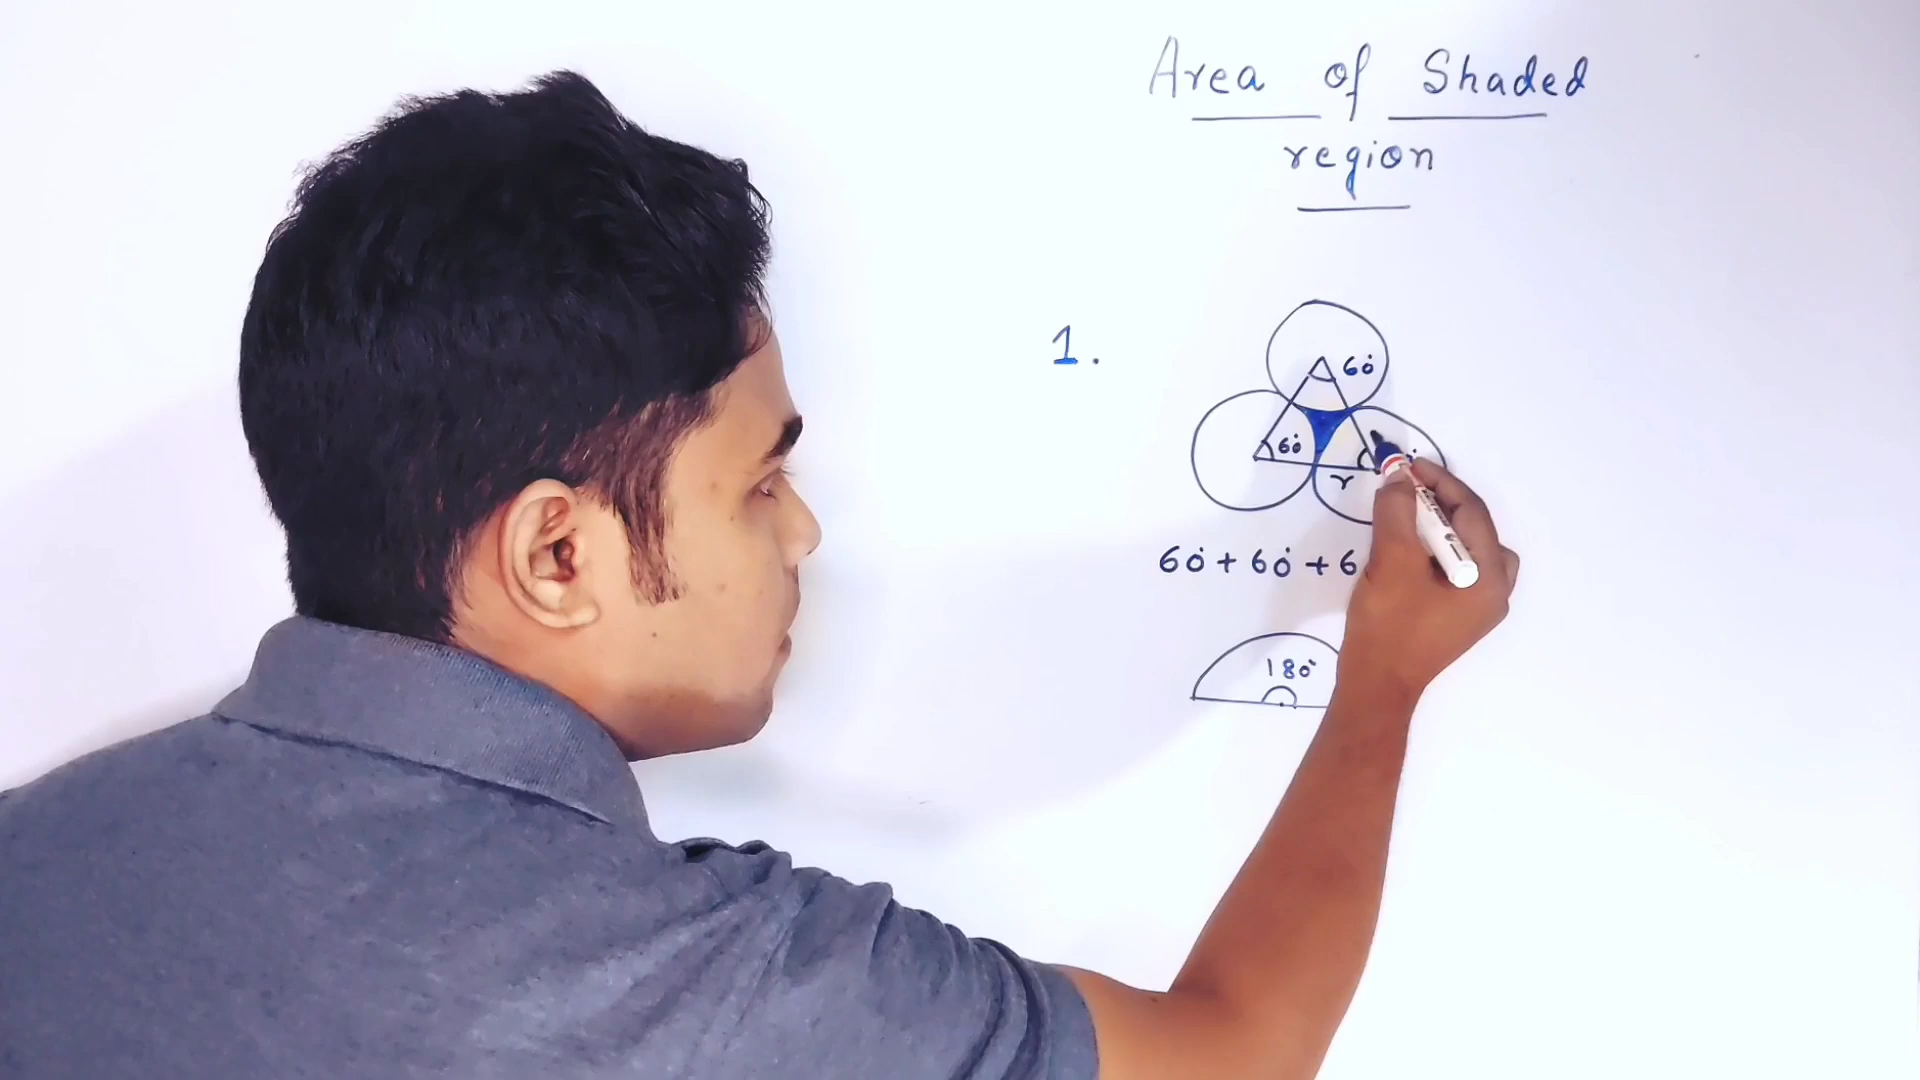 Area of Shaded
region
1.
60°
60°
r
60° + 60° + 6
180°